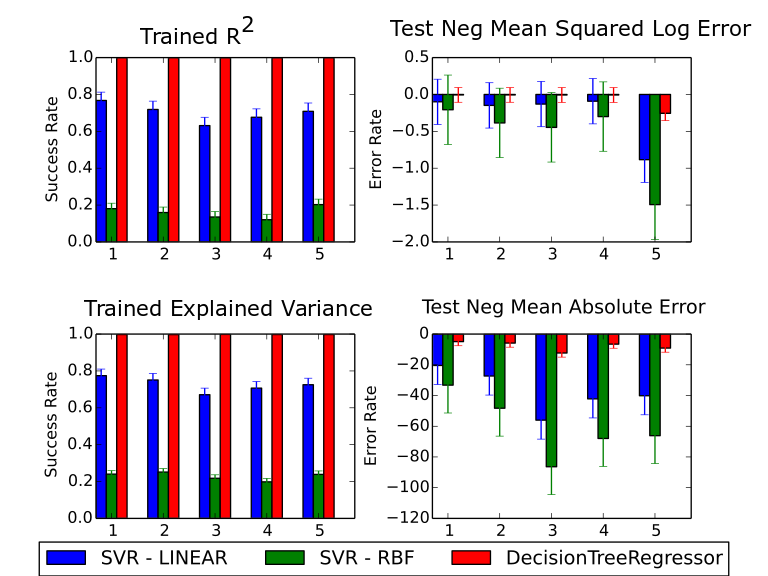 Trained R²
Test Neg Mean Squared Log Error
Success Rate
1.0
0.8
0.6
0.4
0.2
0.0
1 2 3 4 5
Error Rate
0.5
0.0
−0.5
−1.0
−1.5
−2.0
1 2 3 4 5
Trained Explained Variance
Test Neg Mean Absolute Error
Success Rate
1.0
0.8
0.6
0.4
0.2
0.0
1 2 3 4 5
Error Rate
0
−20
−40
−60
−80
−100
−120
1 2 3 4 5
SVR - LINEAR SVR - RBF DecisionTreeRegressor